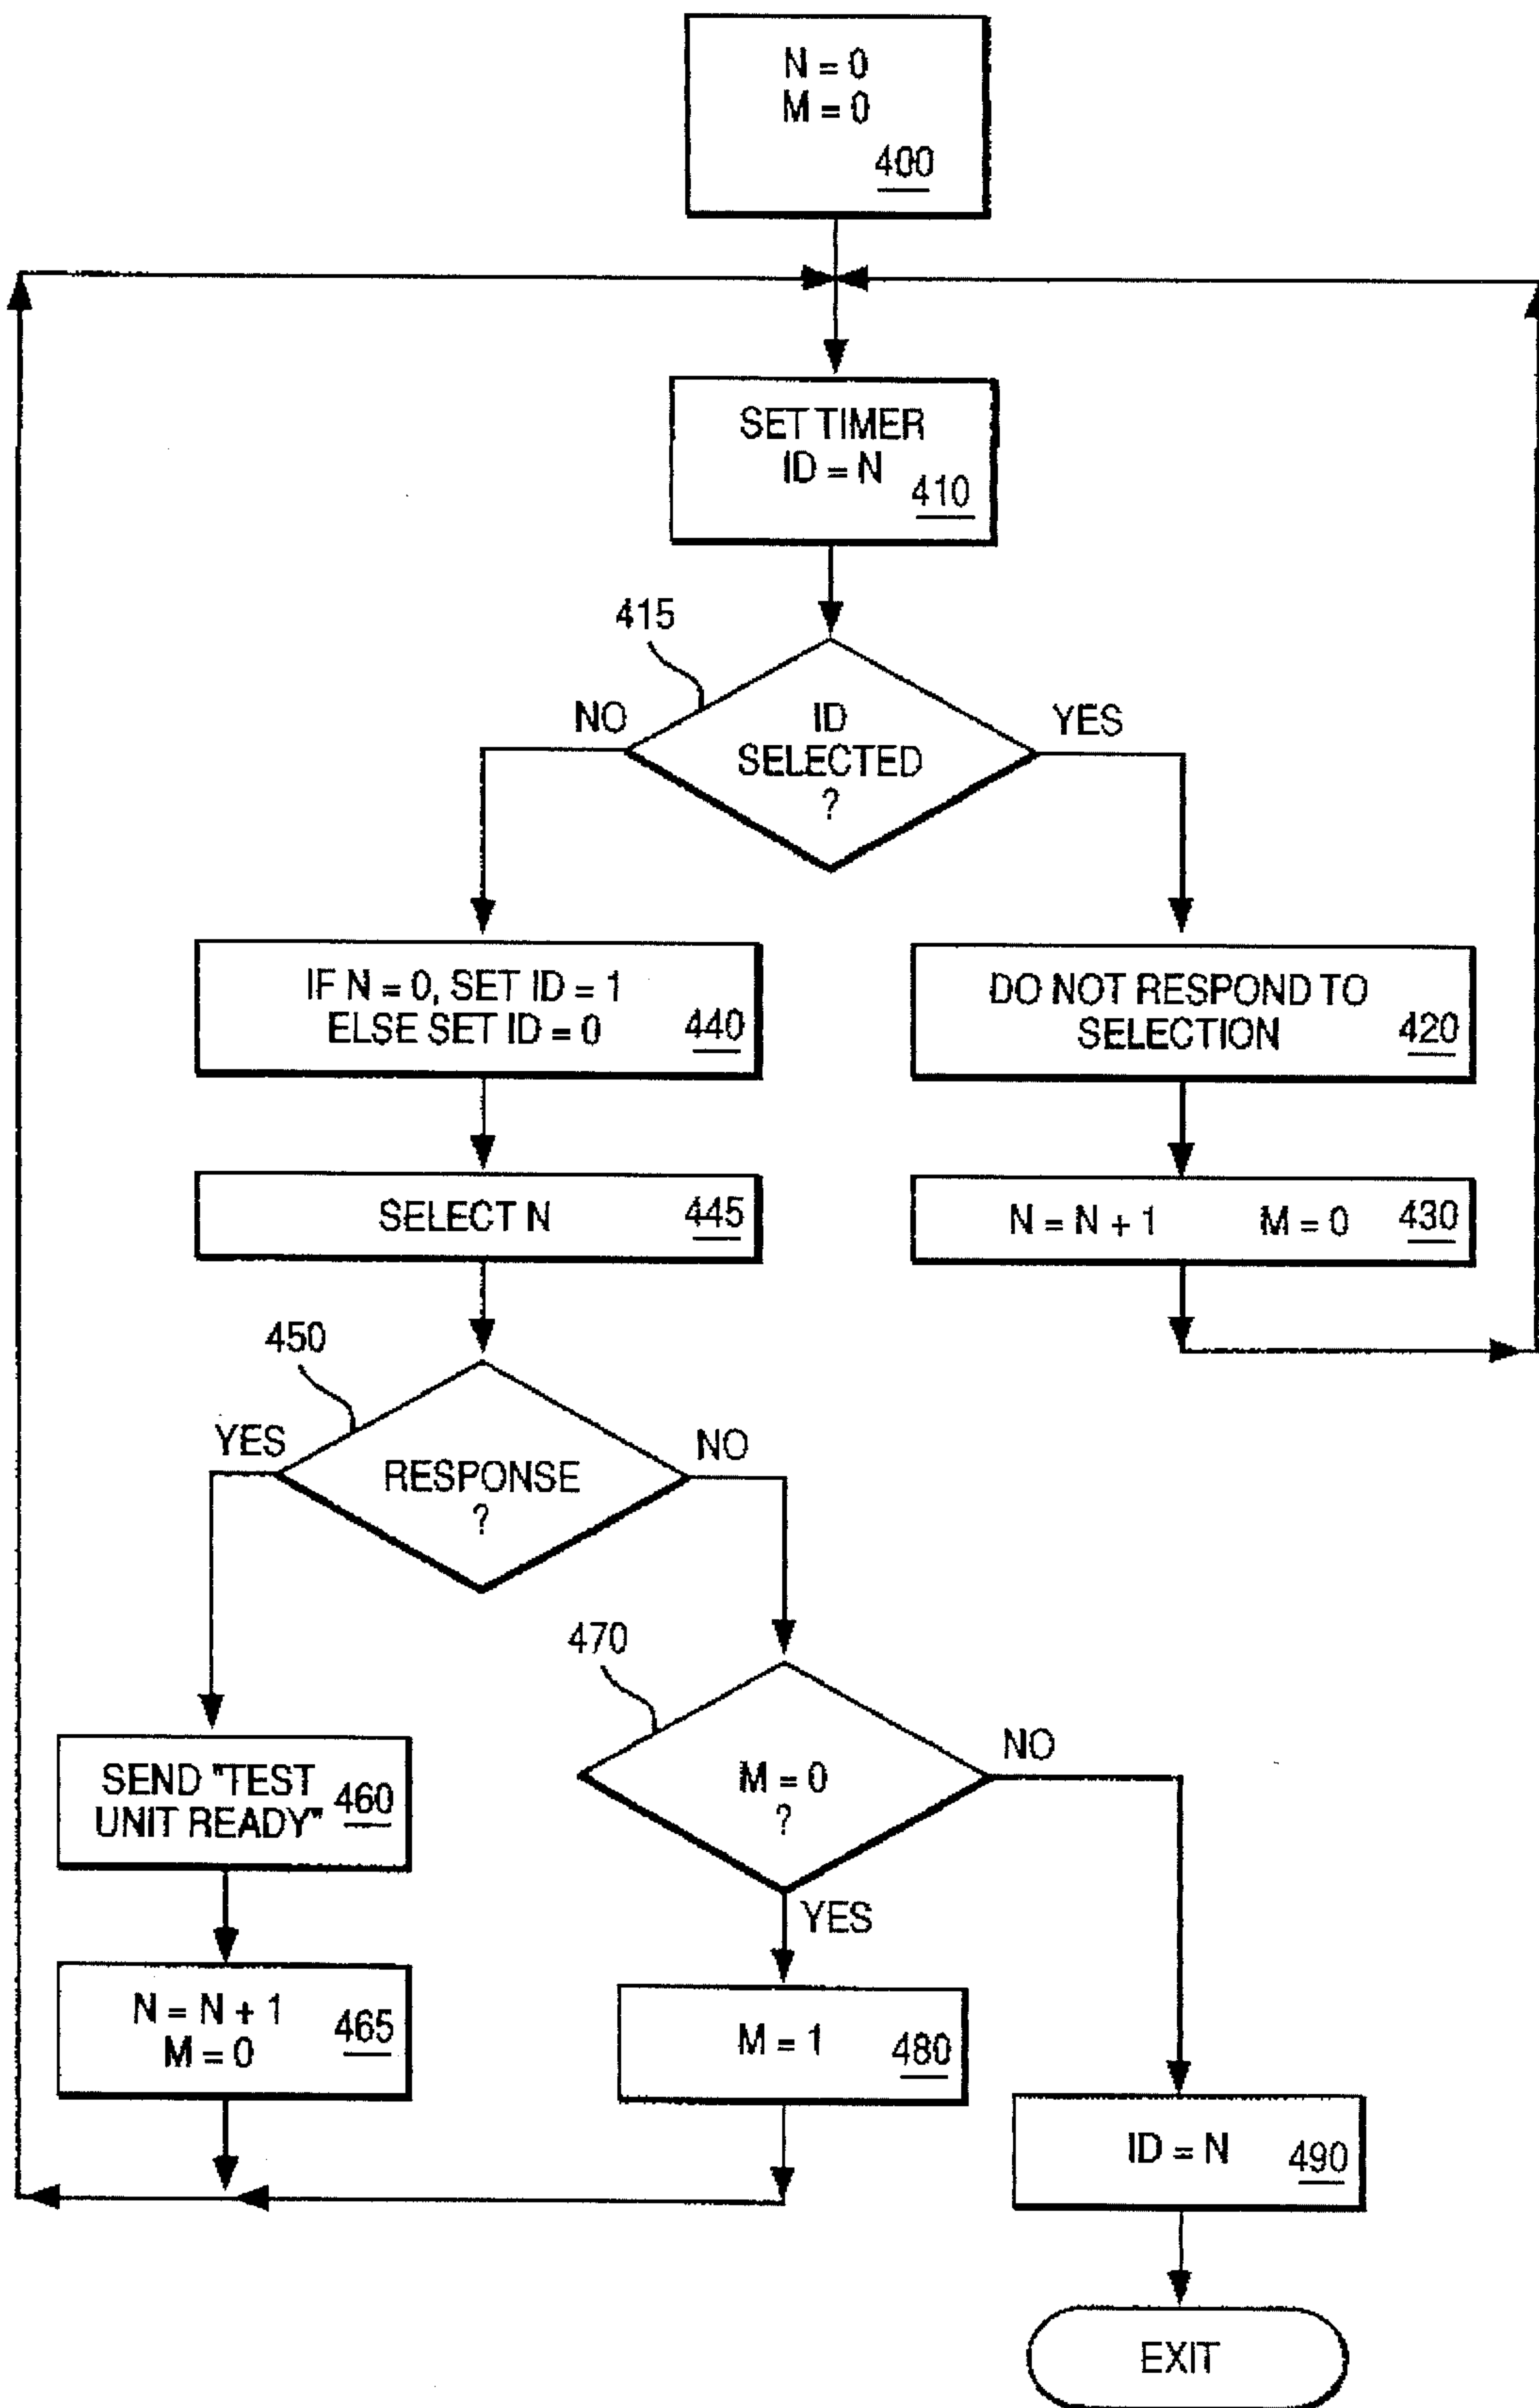 N = 0
M = 0
400
SET TIMER
ID = N
410
415
NO
ID
SELECTED
?
YES
IF N = 0, SET ID = 1
ELSE SET ID = 0
440
DO NOT RESPOND TO
SELECTION
420
SELECT N
445
N = N + 1 M = 0
430
450
YES
RESPONSE
?
NO
470
SEND "TEST
UNIT READY"
460
M = 0
?
NO
YES
N = N + 1
M = 0
465
M = 1
480
ID = N
490
EXIT